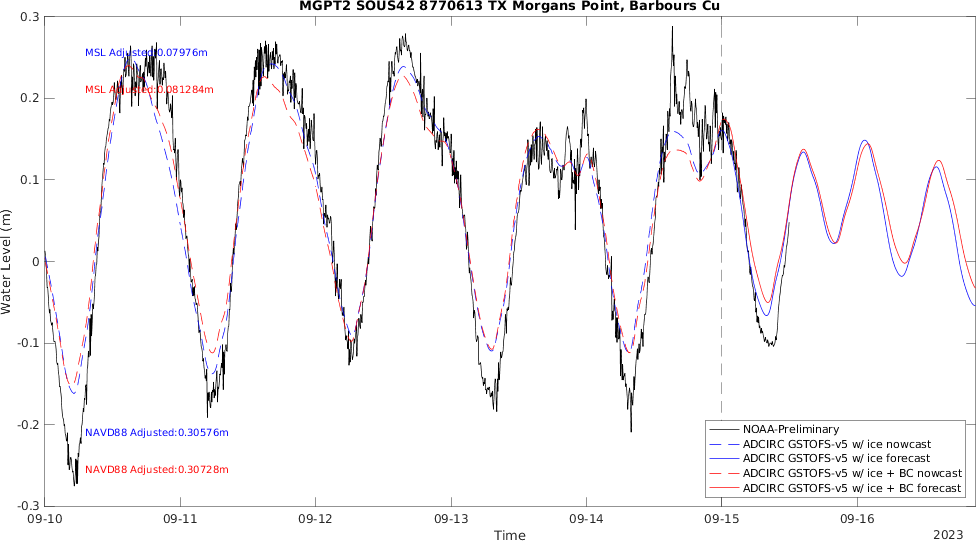 MGPT2 SOUS42 8770613 TX Morgans Point, Barbours Cu
0.3
0.2
0.1
0
-0.1
-0.2
-0.3
Water Level (m)
MSL Adjusted:0.07976m
MSL Adjusted:0.081284m
NAVD88 Adjusted:0.30576m
NAVD88 Adjusted:0.30728m
NOAA-Preliminary
ADCIRC GSTOFS-v5 w/ ice nowcast
ADCIRC GSTOFS-v5 w/ ice forecast
ADCIRC GSTOFS-v5 w/ ice + BC nowcast
ADCIRC GSTOFS-v5 w/ ice + BC forecast
09-10 09-11 09-12 09-13 09-14 09-15 09-16
Time
2023